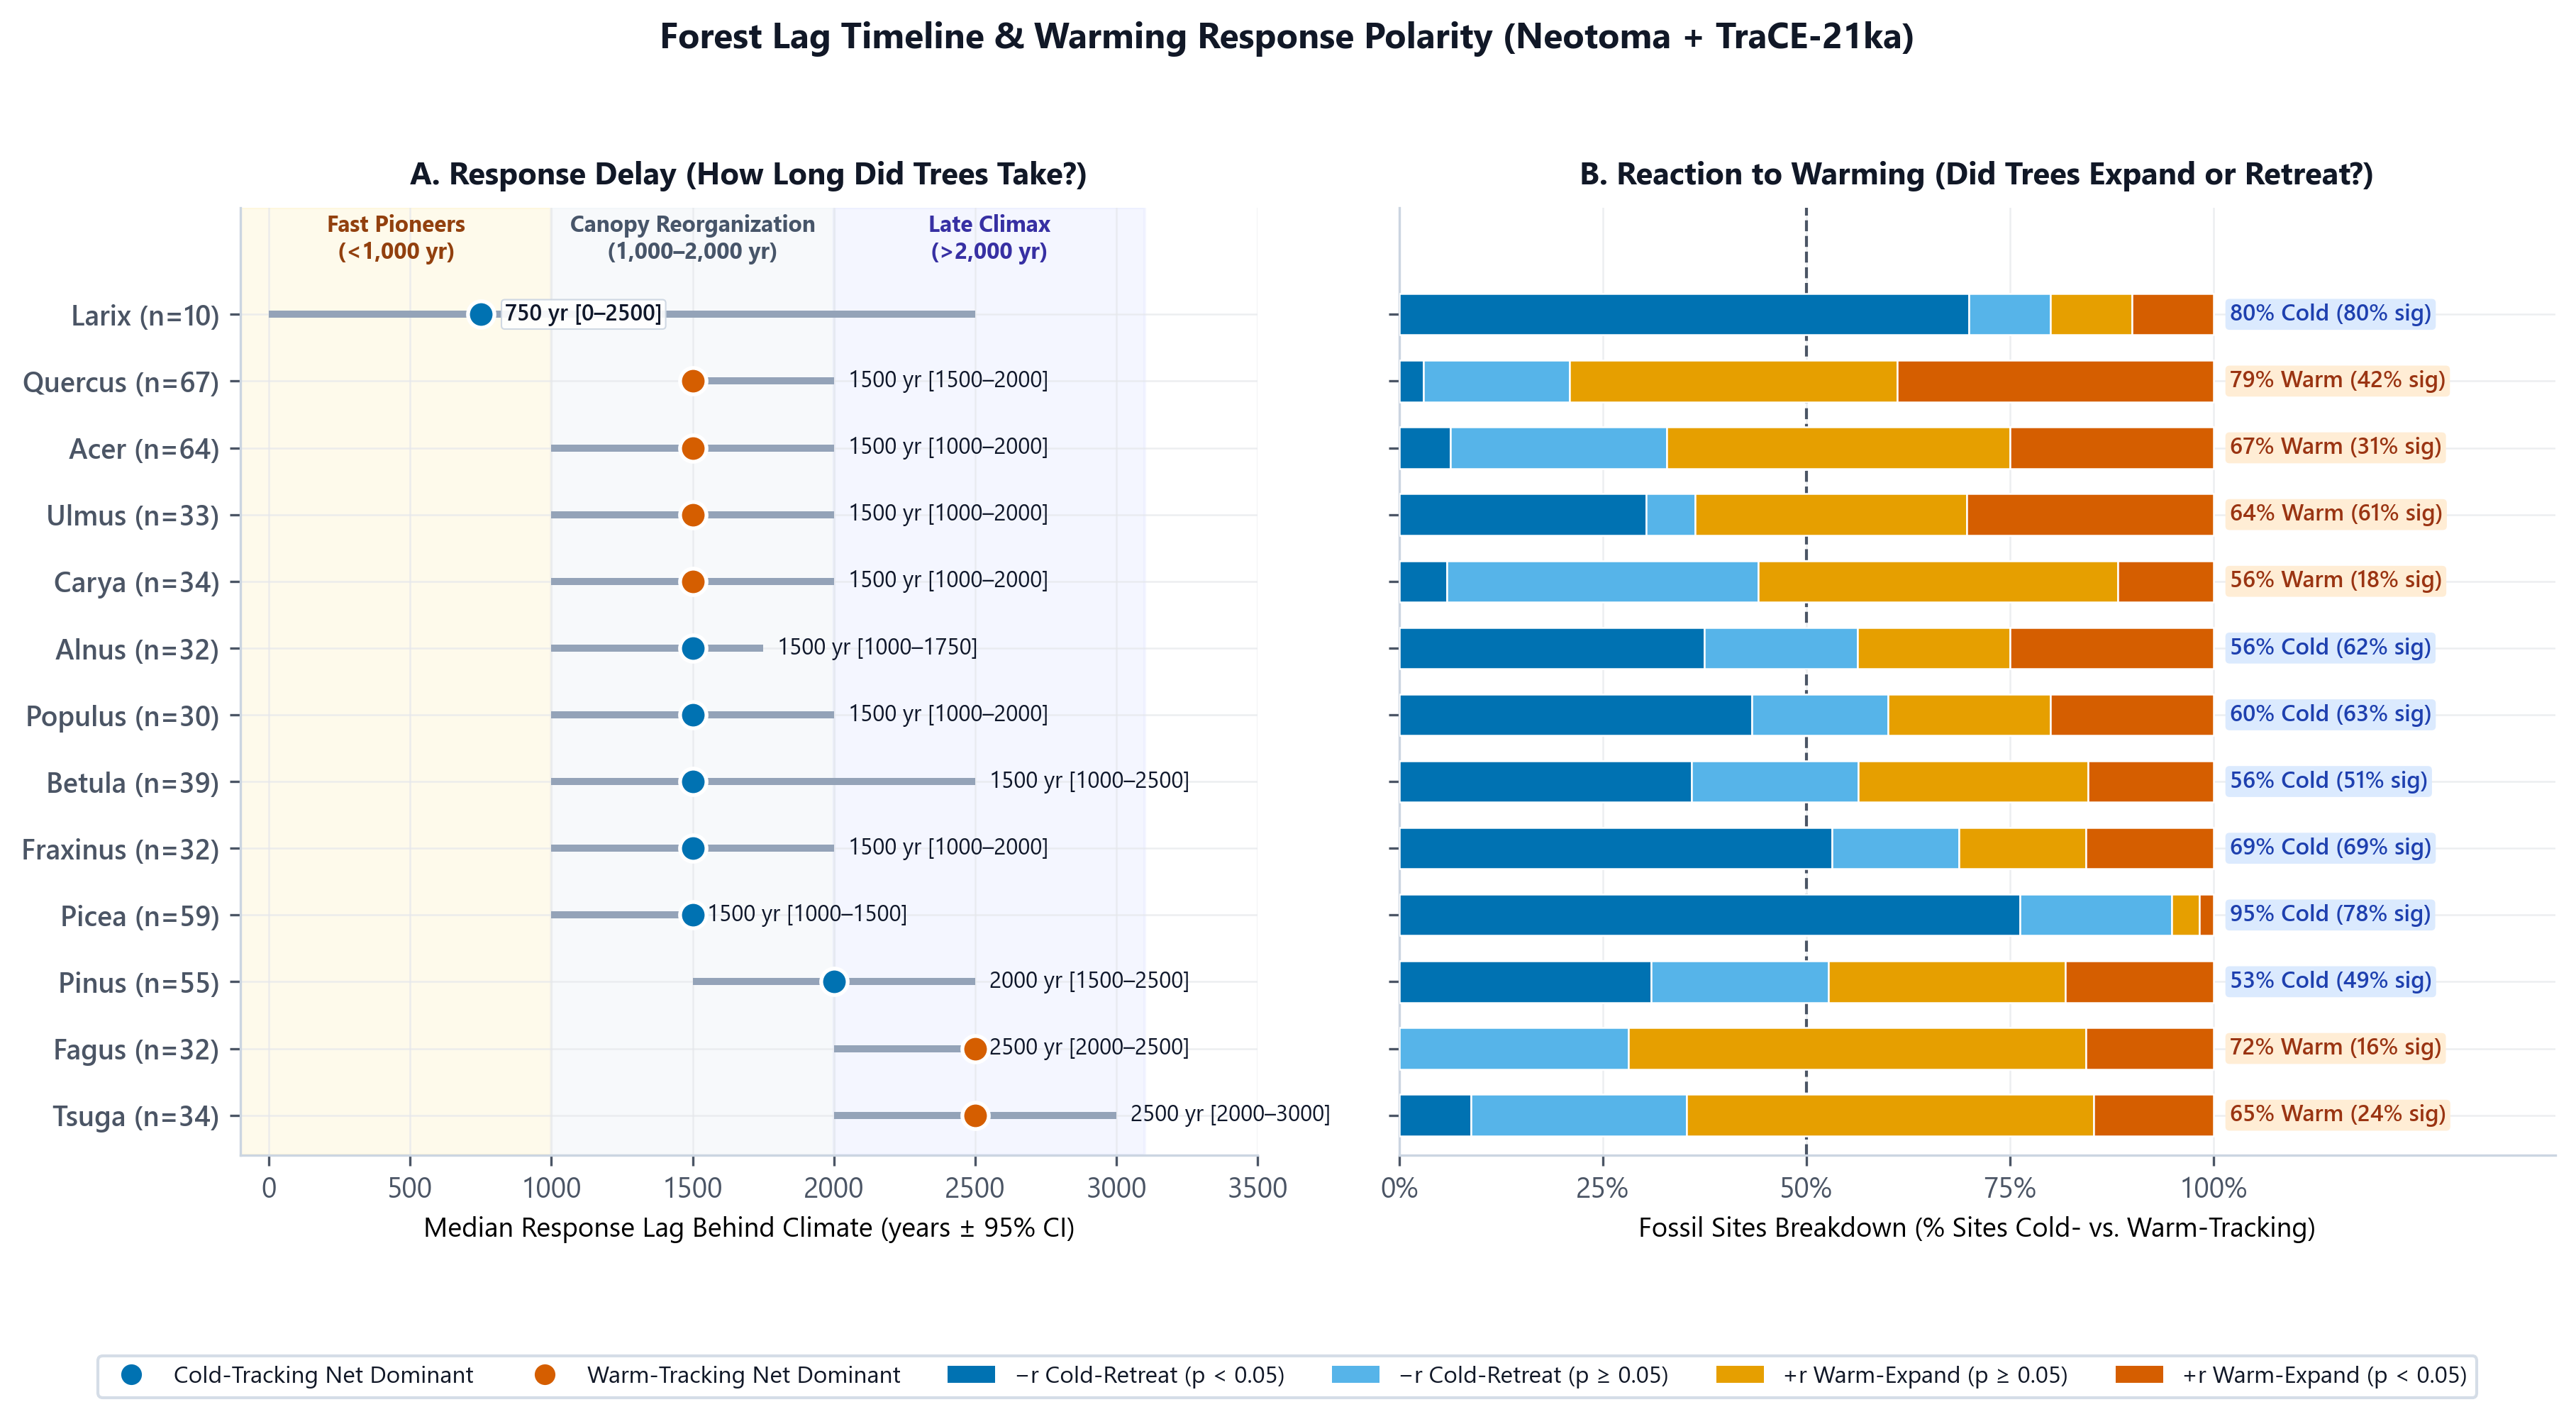 Forest Lag Timeline & Warming Response Polarity (Neotoma + TraCE-21ka)
A. Response Delay (How Long Did Trees Take?)
Fast Pioneers
(<1,000 yr)
Canopy Reorganization
(1,000–2,000 yr)
Late Climax
(>2,000 yr)
Larix (n=10)
750 yr [0–2500]
Quercus (n=67)
1500 yr [1500–2000]
Acer (n=64)
1500 yr [1000–2000]
Ulmus (n=33)
1500 yr [1000–2000]
Carya (n=34)
1500 yr [1000–2000]
Alnus (n=32)
1500 yr [1000–1750]
Populus (n=30)
1500 yr [1000–2000]
Betula (n=39)
1500 yr [1000–2500]
Fraxinus (n=32)
1500 yr [1000–2000]
Picea (n=59)
1500 yr [1000–1500]
Pinus (n=55)
2000 yr [1500–2500]
Fagus (n=32)
2500 yr [2000–2500]
Tsuga (n=34)
2500 yr [2000–3000]
0 500 1000 1500 2000 2500 3000 3500
Median Response Lag Behind Climate (years ± 95% CI)
B. Reaction to Warming (Did Trees Expand or Retreat?)
80% Cold (80% sig)
79% Warm (42% sig)
67% Warm (31% sig)
64% Warm (61% sig)
56% Warm (18% sig)
56% Cold (62% sig)
60% Cold (63% sig)
56% Cold (51% sig)
69% Cold (69% sig)
95% Cold (78% sig)
53% Cold (49% sig)
72% Warm (16% sig)
65% Warm (24% sig)
0% 25% 50% 75% 100%
Fossil Sites Breakdown (% Sites Cold- vs. Warm-Tracking)
Cold-Tracking Net Dominant
Warm-Tracking Net Dominant
−r Cold-Retreat (p < 0.05)
−r Cold-Retreat (p ≥ 0.05)
+r Warm-Expand (p ≥ 0.05)
+r Warm-Expand (p < 0.05)